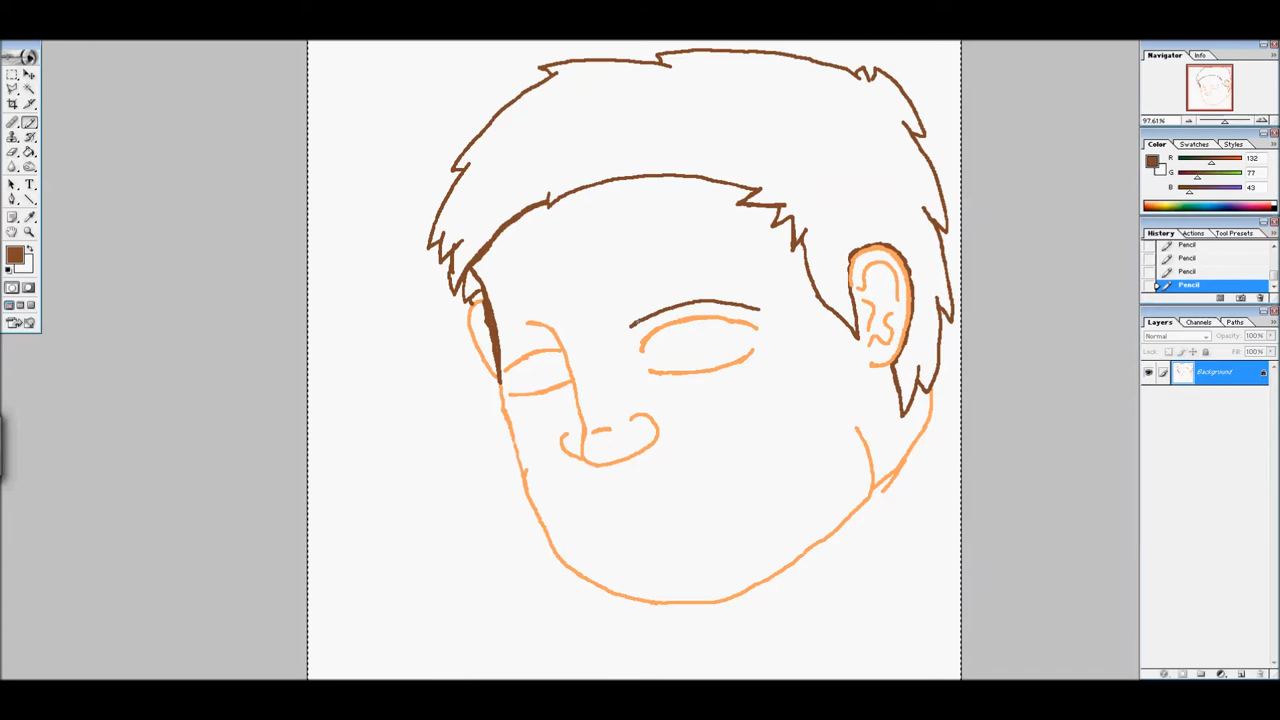 Navigator Info
97.61%
Color Swatches Styles
R 132
G 77
B 43
History Actions Tool Presets
Pencil
Pencil
Pencil
Pencil
Layers Channels Paths
Normal Opacity: 100%
Lock: Fill: 100%
Background
T